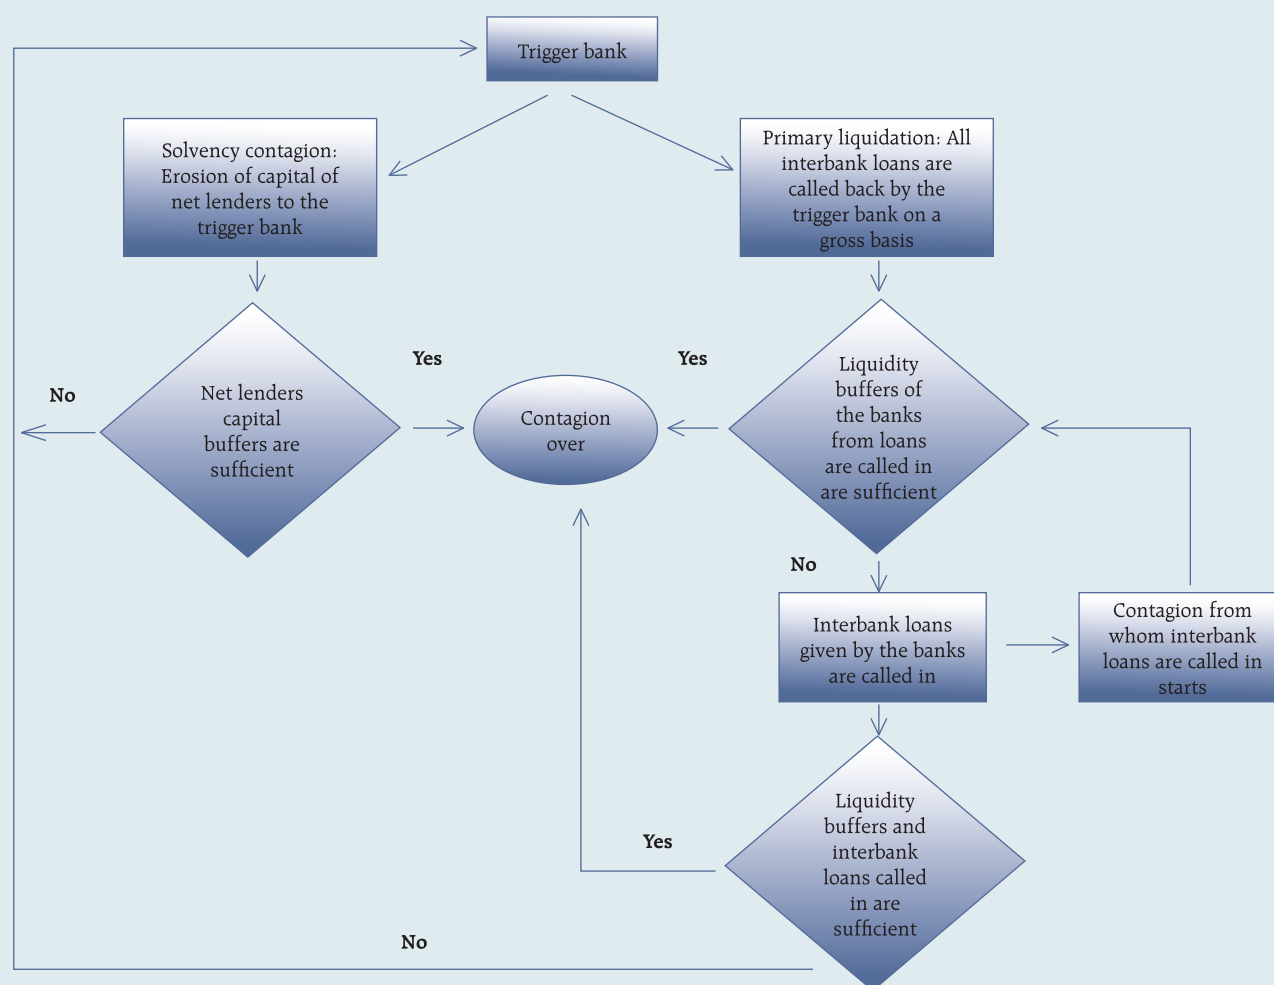 Trigger bank
Solvency contagion:
Erosion of capital of
net lenders to the
trigger bank
Primary liquidation: All
interbank loans are
called back by the
trigger bank on a
gross basis
No
Net lenders
capital
buffers are
sufficient
Yes
Contagion
over
Yes
Liquidity
buffers of
the banks
from loans
are called in
are sufficient
No
Interbank loans
given by the banks
are called in
Contagion from
whom interbank
loans are called in
starts
Liquidity
buffers and
interbank
loans called
in are
sufficient
Yes
No